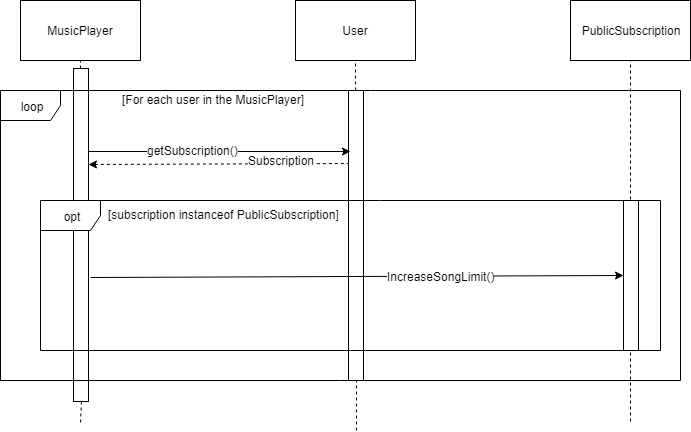 MusicPlayer
User
PublicSubscription
loop
[For each user in the MusicPlayer]
getSubscription()
Subscription
opt
[subscription instanceof PublicSubscription]
IncreaseSongLimit()